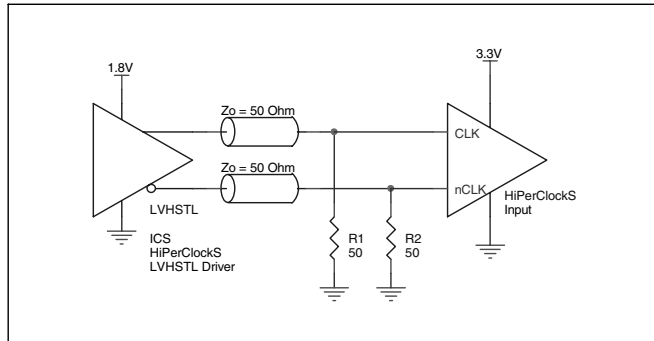 1.8V
3.3V
Zo = 50 Ohm
CLK
Zo = 50 Ohm
nCLK
HiPerClockS
Input
LVHSTL
ICS
HiPerClockS
LVHSTL Driver
R1
50
R2
50